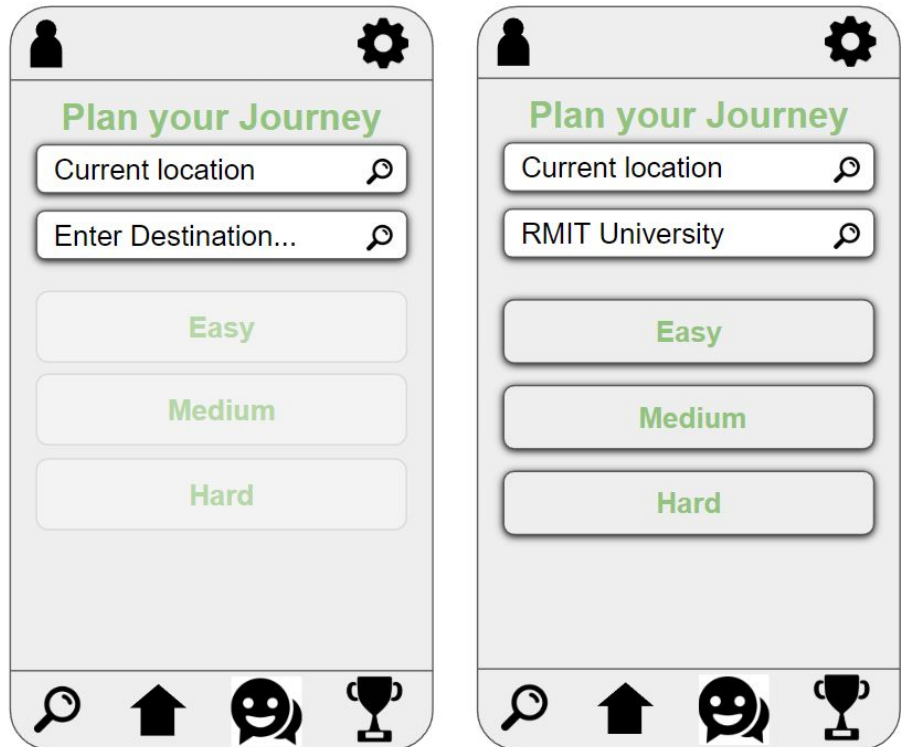 Plan your Journey
Current location
Enter Destination...
Easy
Medium
Hard
Plan your Journey
Current location
RMIT University
Easy
Medium
Hard